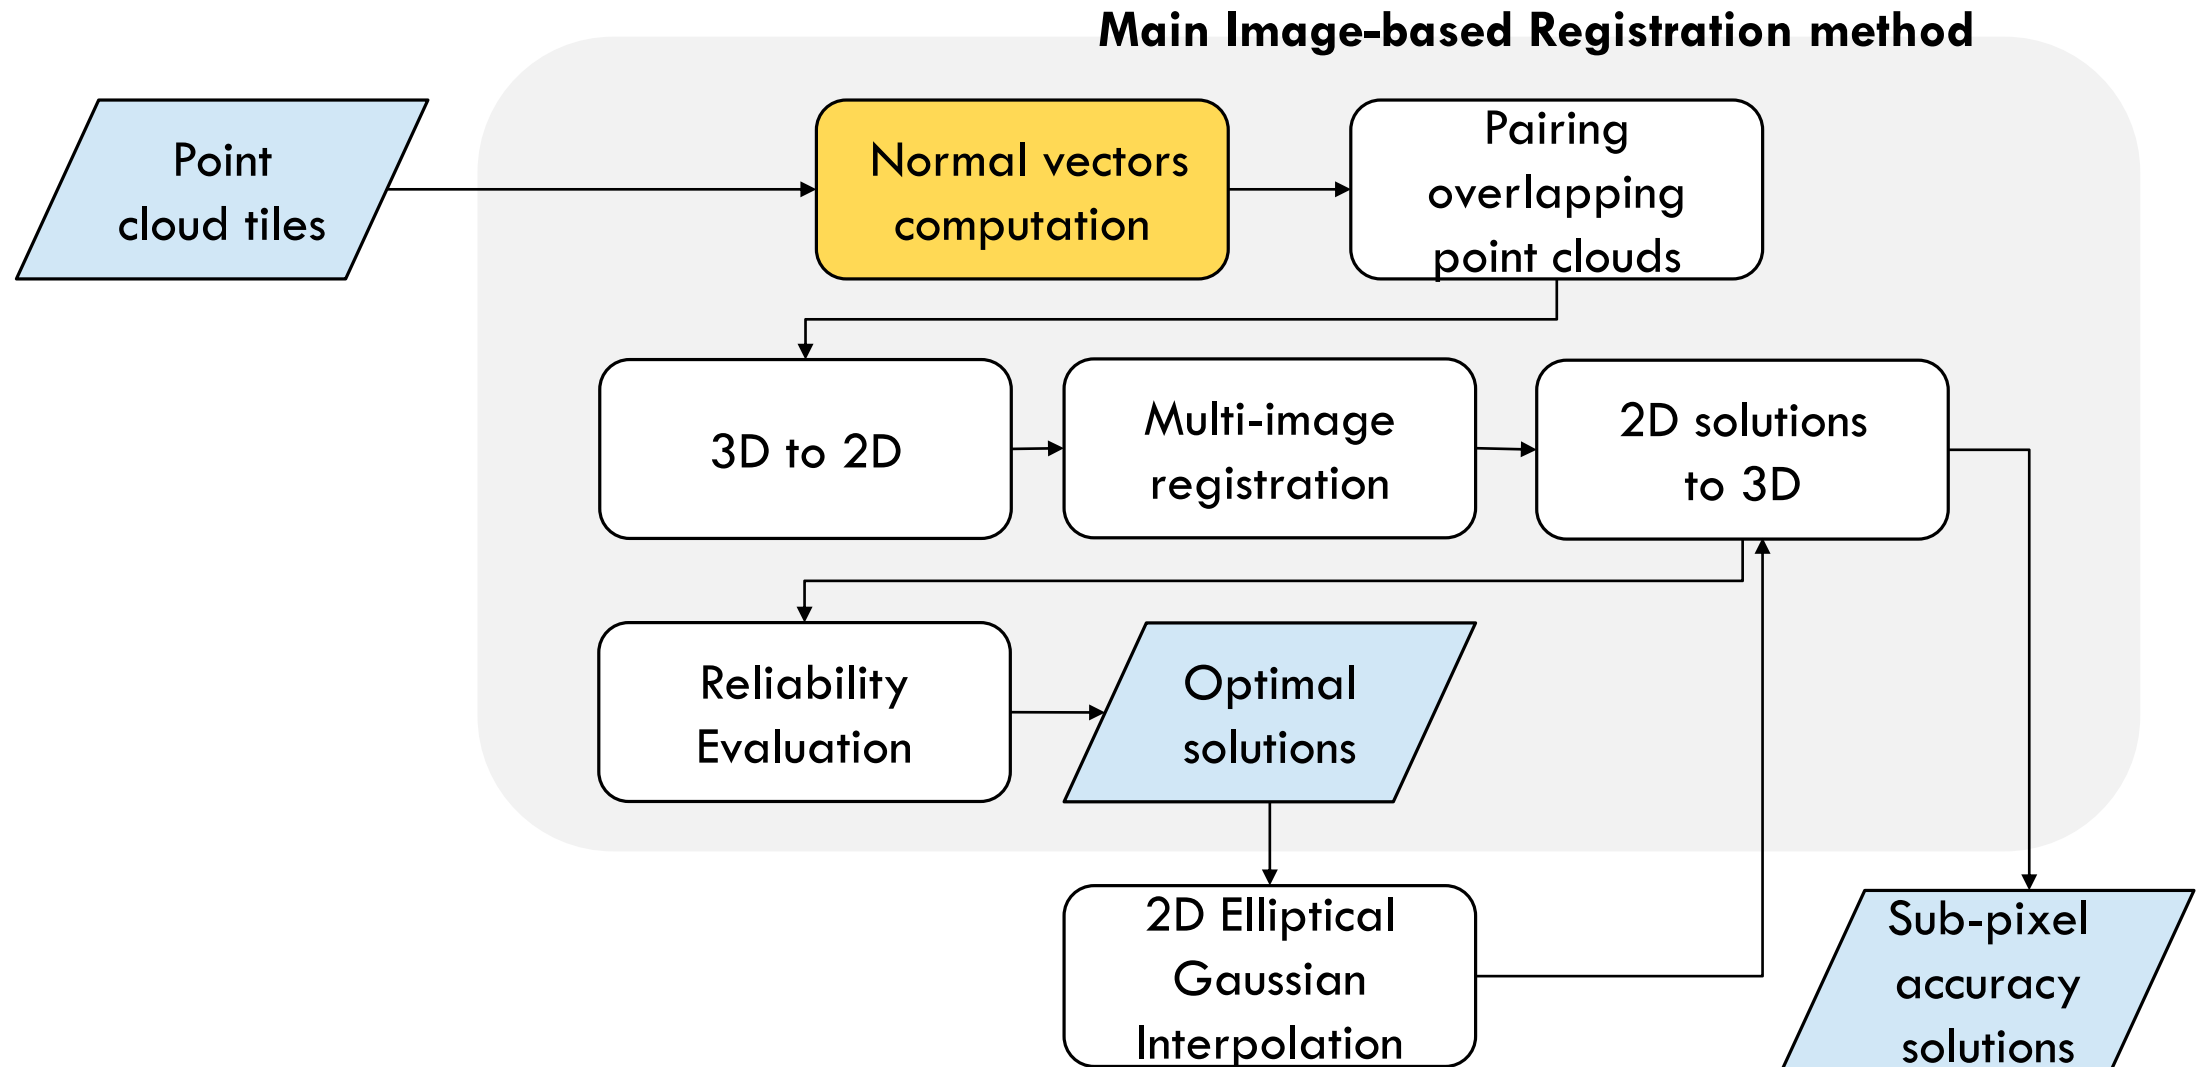 Main Image-based Registration method
Point
cloud tiles
Normal vectors
computation
Pairing
overlapping
point clouds
3D to 2D
Multi-image
registration
2D solutions
to 3D
Reliability
Evaluation
Optimal
solutions
2D Elliptical
Gaussian
Interpolation
Sub-pixel
accuracy
solutions